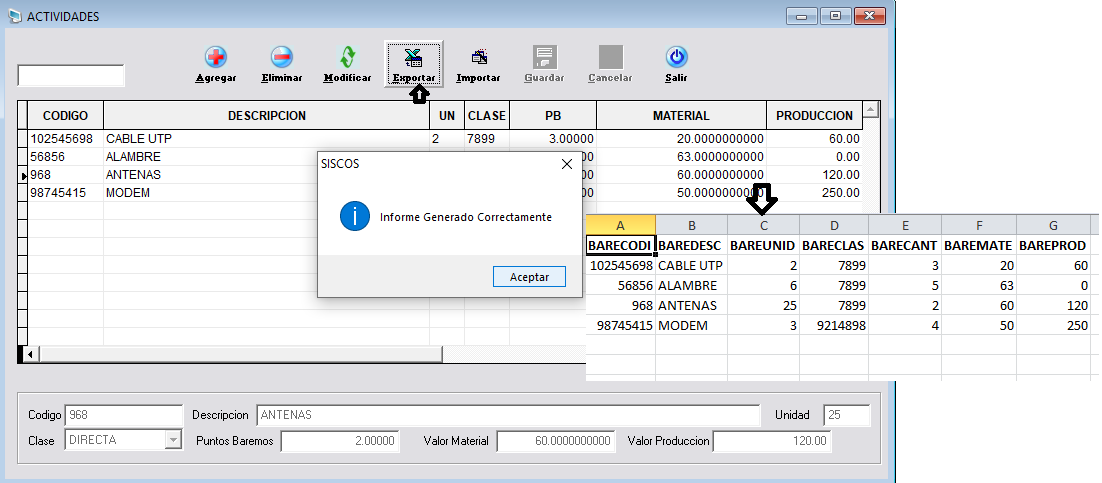 ACTIVIDADES
Agregar Eliminar Modificar Exportar Importar Guardar Cancelar Salir
CODIGO DESCRIPCION UN CLASE PB MATERIAL PRODUCCION
102545698 CABLE UTP 2 7899 3.00000 20.0000000000 60.00
56856 ALAMBRE 00 63.0000000000 0.00
968 ANTENAS 00 60.0000000000 120.00
98745415 MODEM 00 50.0000000000 250.00
SISCOS
Informe Generado Correctamente
Aceptar
A B C D E F G
BARECODI BAREDESC BAREUNID BARECLAS BARECANT BAREMATE BAREPROD
102545698 CABLE UTP 2 7899 3 20 60
56856 ALAMBRE 6 7899 5 63 0
968 ANTENAS 25 7899 2 60 120
98745415 MODEM 3 9214898 4 50 250
Codigo 968 Descripcion ANTENAS Unidad 25
Clase DIRECTA Puntos Baremos 2.00000 Valor Material 60.0000000000 Valor Produccion 120.00